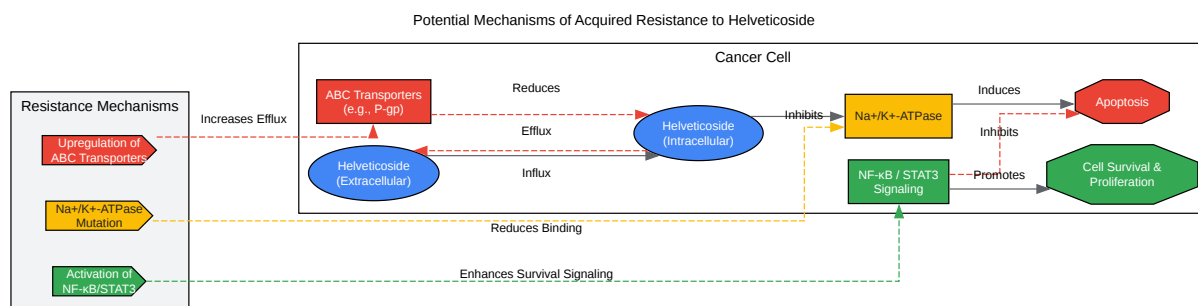 Potential Mechanisms of Acquired Resistance to Helveticoside
Cancer Cell
Resistance Mechanisms
Upregulation of
ABC Transporters
Na+/K+-ATPase
Mutation
Activation of
NF-κB/STAT3
Increases Efflux
ABC Transporters
(e.g., P-gp)
Reduces
Efflux
Influx
Helveticoside
(Extracellular)
Helveticoside
(Intracellular)
Inhibits
Na+/K+-ATPase
Induces
Apoptosis
Inhibits
NF-κB / STAT3
Signaling
Promotes
Cell Survival &
Proliferation
Reduces Binding
Enhances Survival Signaling